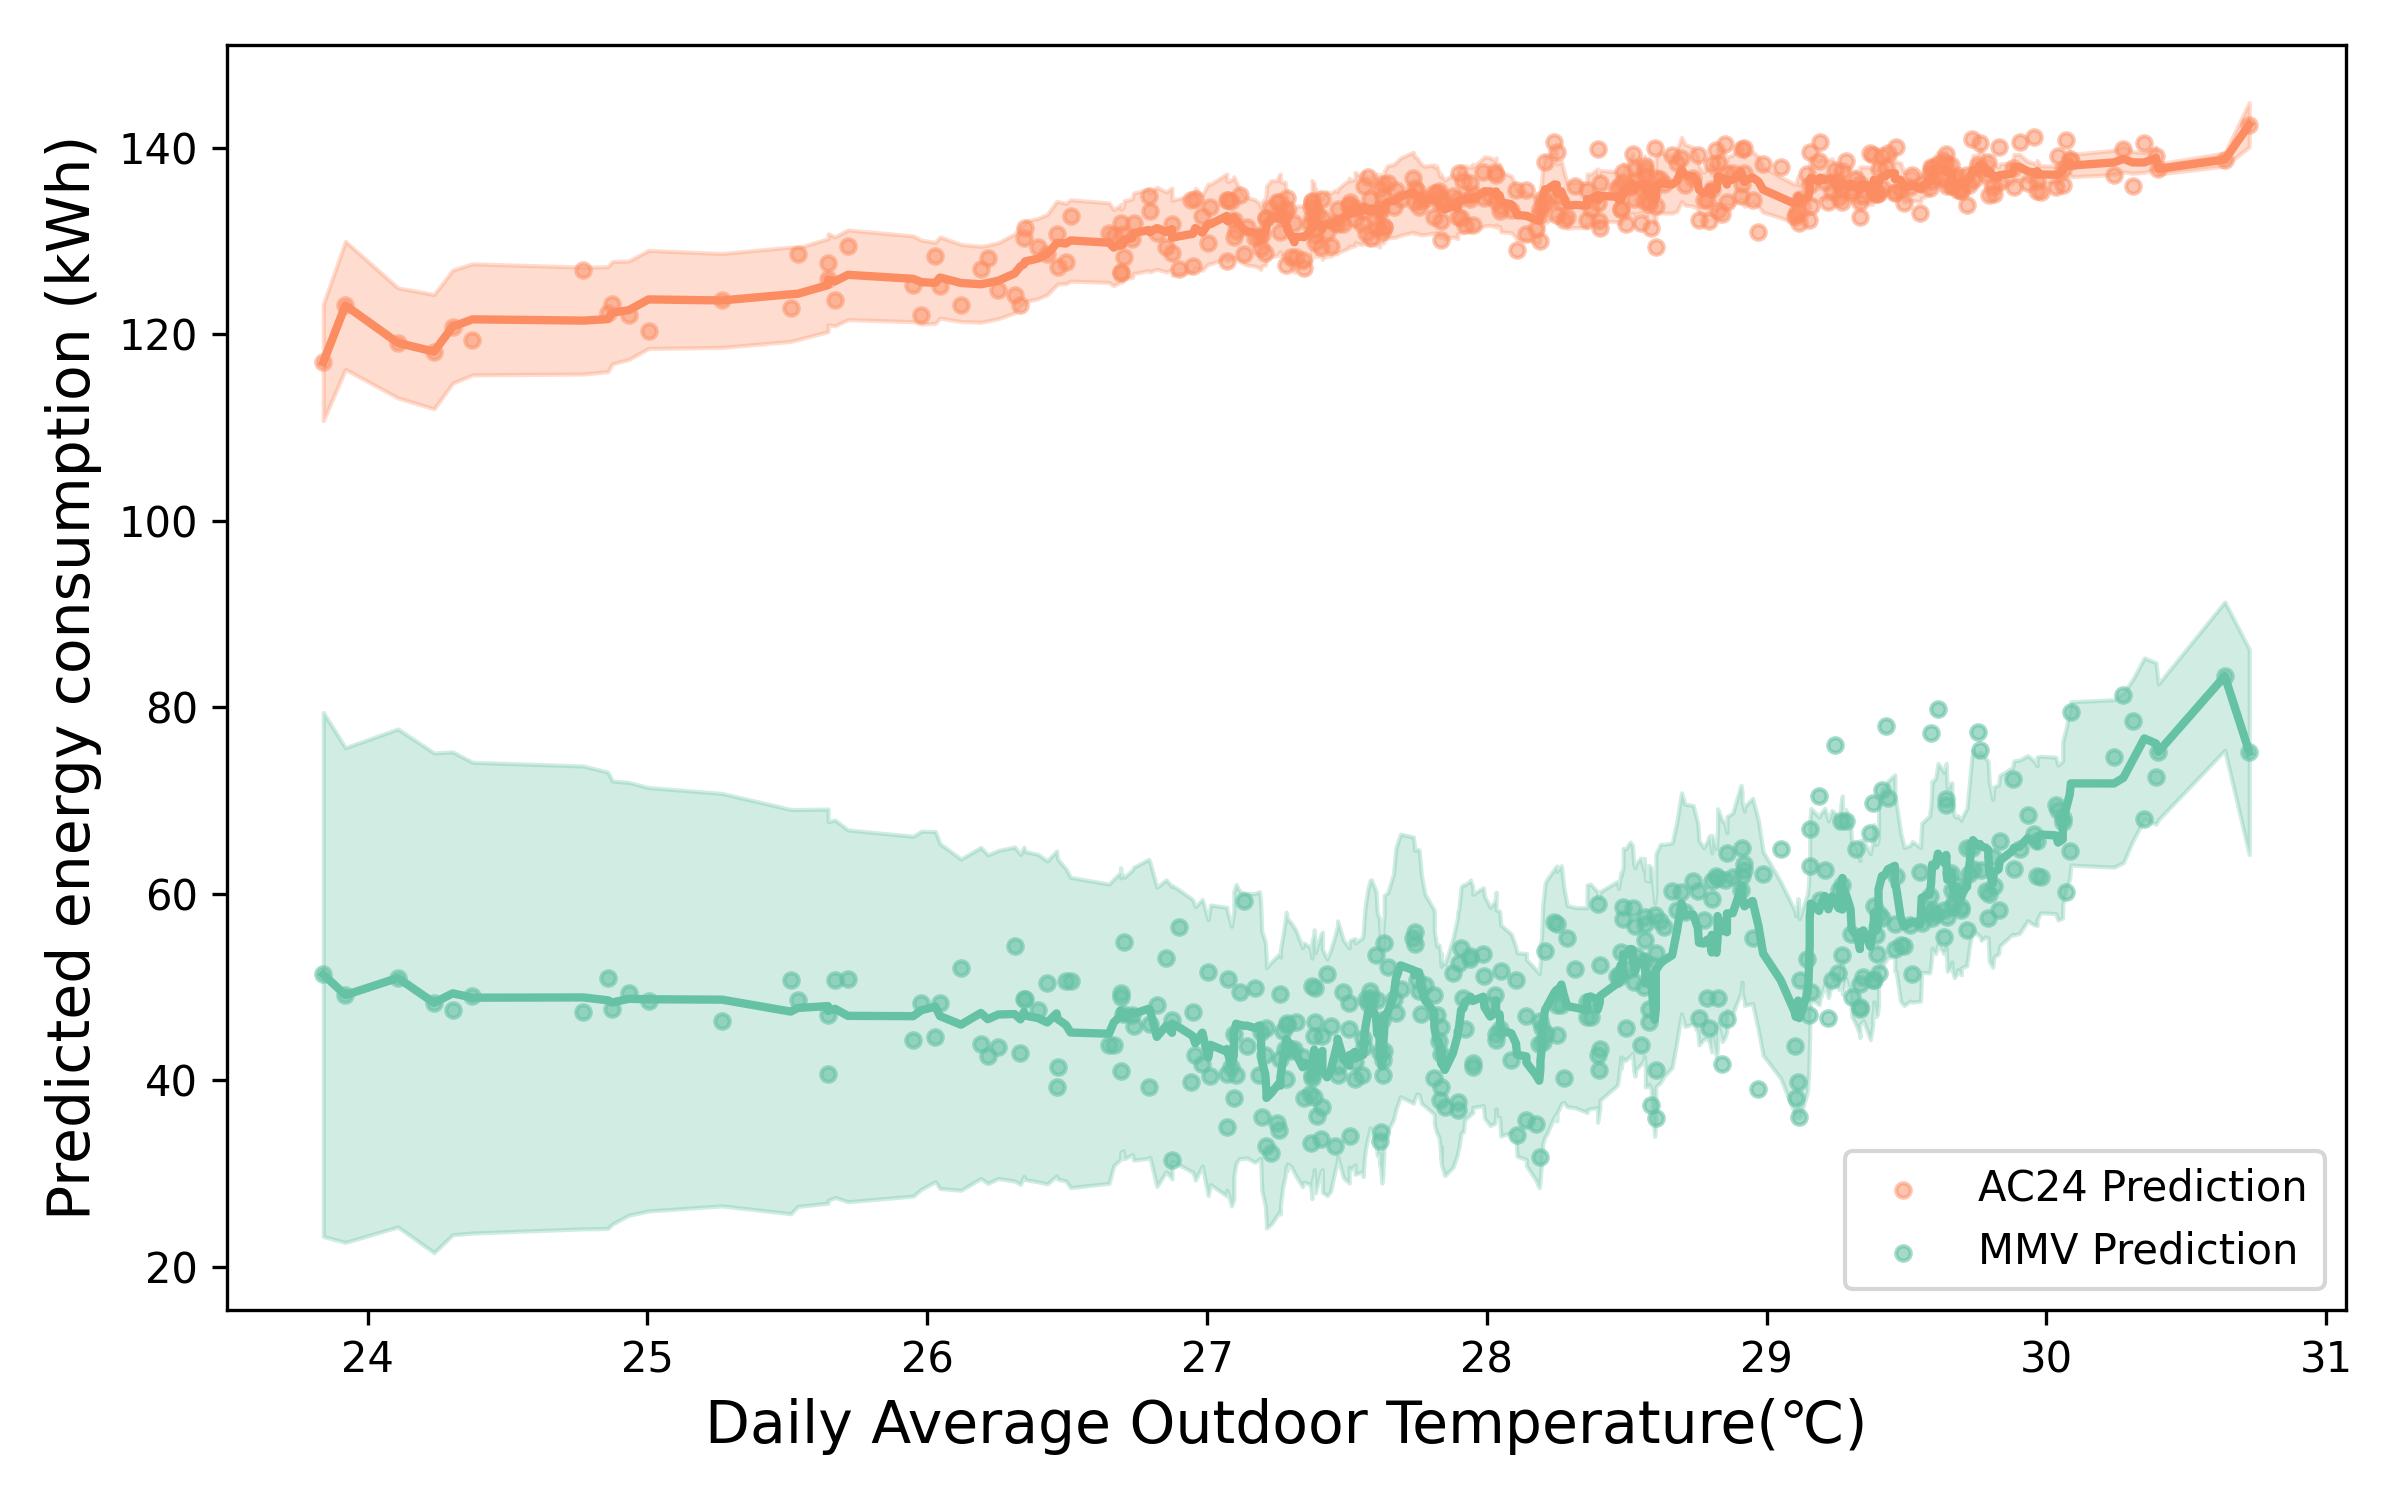 140
120
100
80
60
40
20
Predicted energy consumption (kWh)
AC24 Prediction
MMV Prediction
24 25 26 27 28 29 30 31
Daily Average Outdoor Temperature(℃)